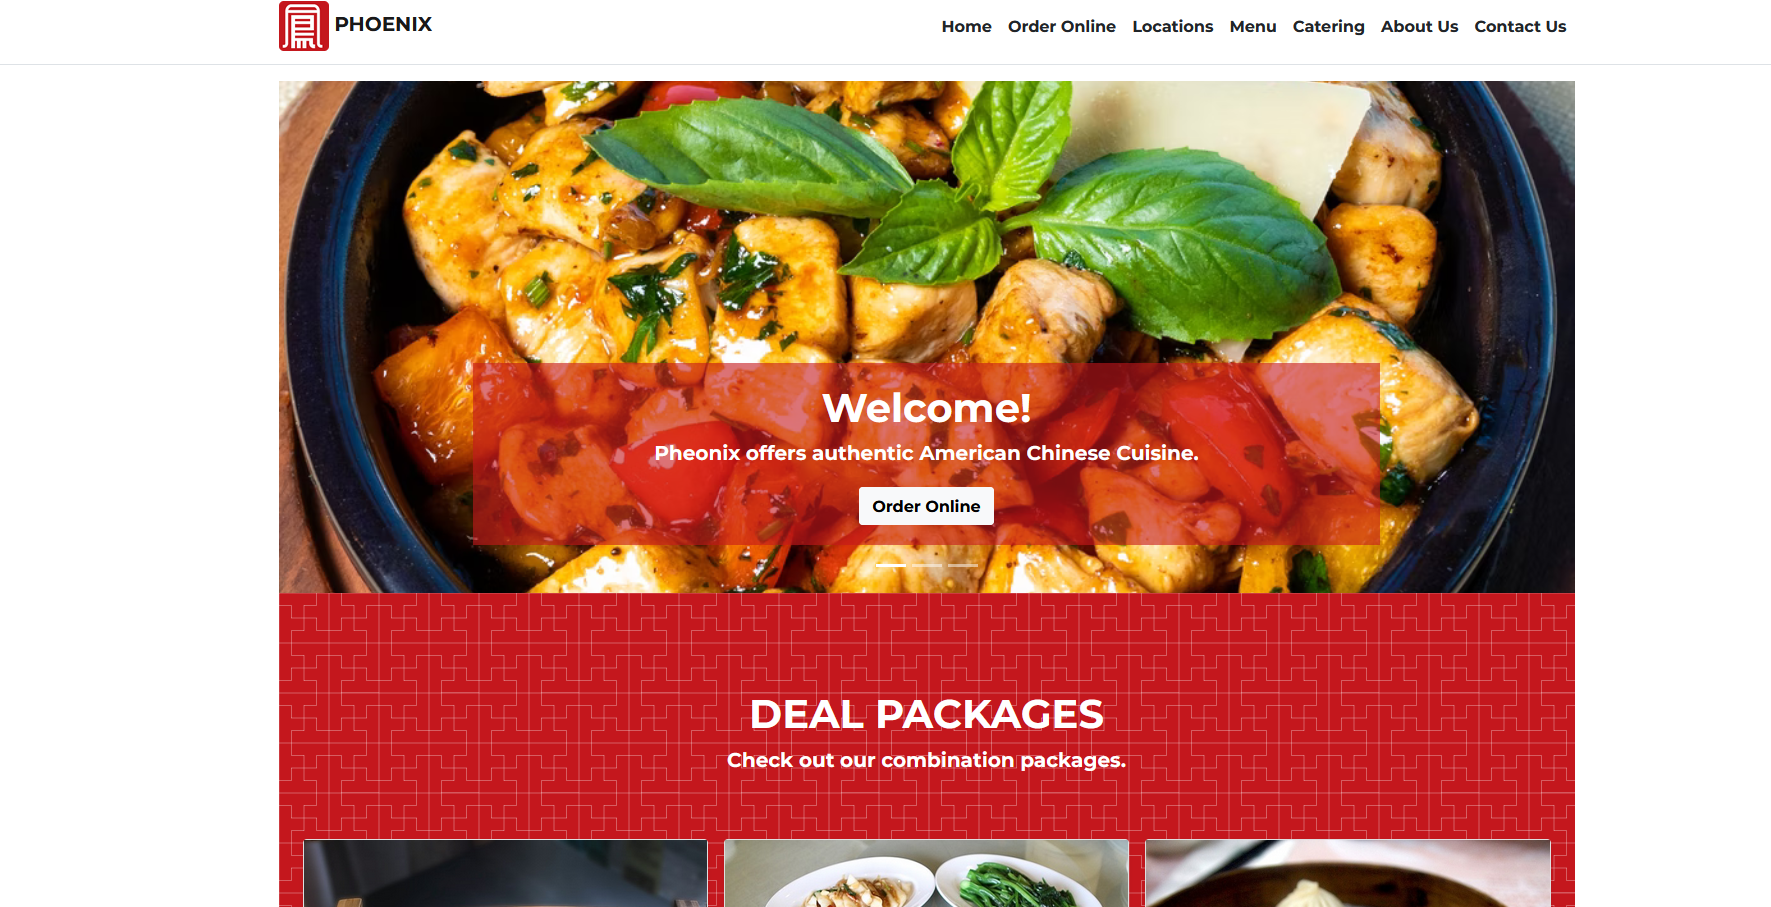 PHOENIX
Home Order Online Locations Menu Catering About Us Contact Us
Welcome!
Pheonix offers authentic American Chinese Cuisine.
Order Online
DEAL PACKAGES
Check out our combination packages.